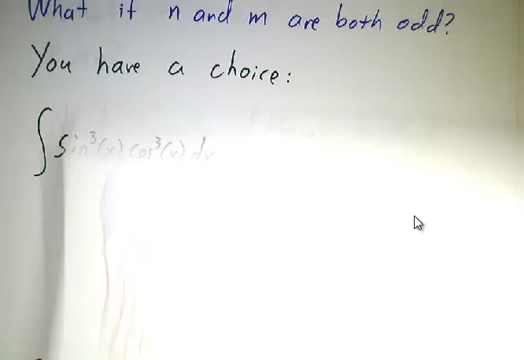 What if n and m are both odd?
You have a choice:
∫ sin³(x) cos³(x) dx